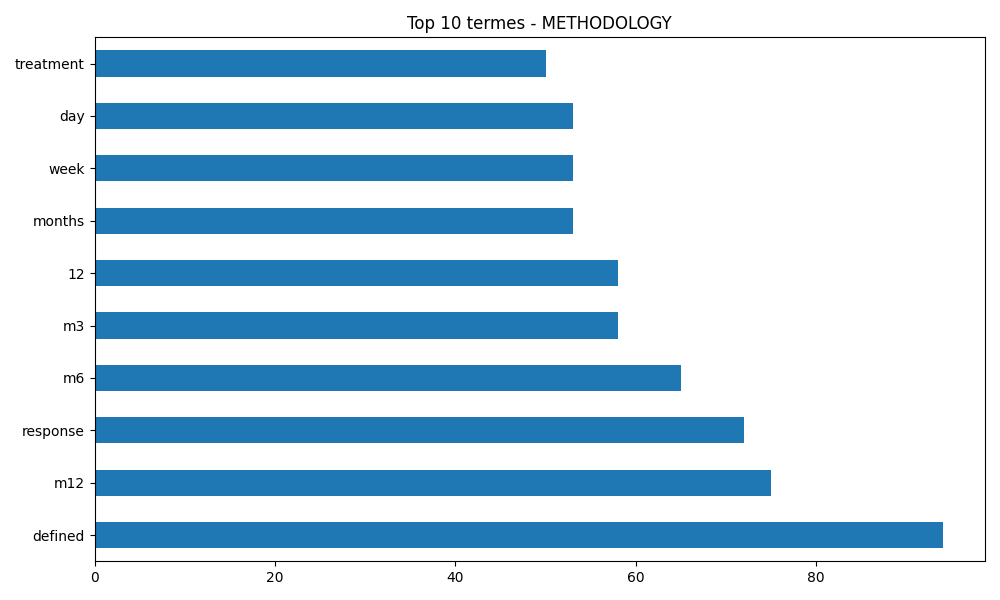 Top 10 termes - METHODOLOGY
treatment
day
week
months
12
m3
m6
response
m12
defined
0 20 40 60 80